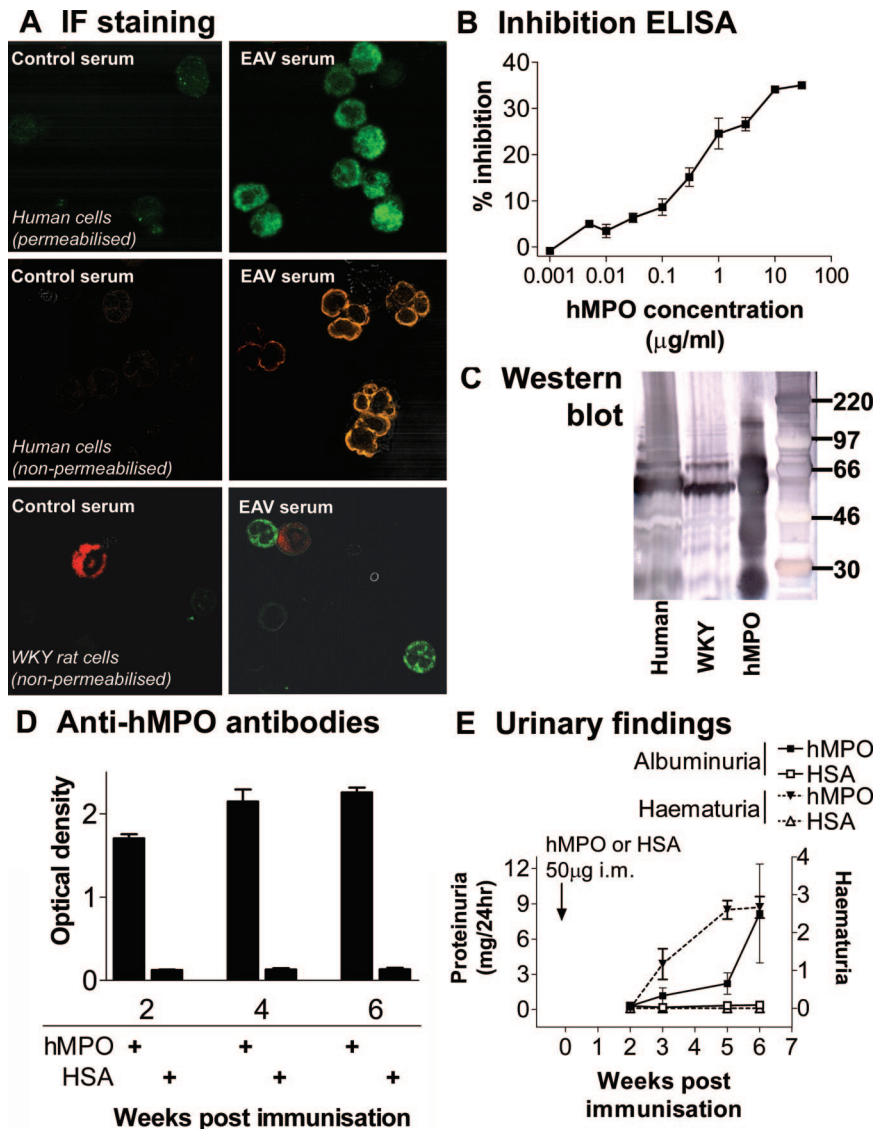 A IF staining
Control serum
EAV serum
Human cells
(permeabilised)
Control serum
EAV serum
Human cells
(non-permeabilised)
Control serum
EAV serum
WKY rat cells
(non-permeabilised)
B Inhibition ELISA
% inhibition
40
30
20
10
0
0.001 0.01 0.1 1 10 100
hMPO concentration
(µg/ml)
C Western
blot
220
97
66
46
30
Human
WKY
hMPO
D Anti-hMPO antibodies
Optical density
2
1
0
2 4 6
hMPO + + +
HSA + + +
Weeks post immunisation
E Urinary findings
Albuminuria
hMPO
HSA
Haematuria
hMPO
HSA
hMPO or HSA
50µg i.m.
Proteinuria
(mg/24hr)
12
9
6
3
0
Haematuria
4
3
2
1
0
0 1 2 3 5 6 7
Weeks post
immunisation